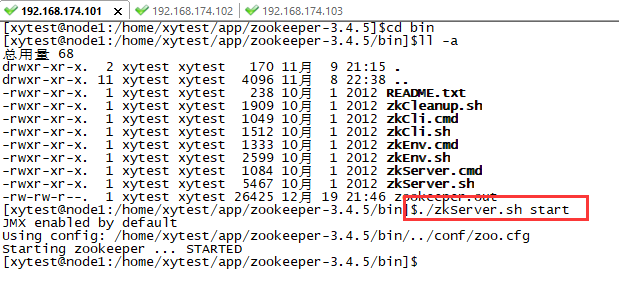 192.168.174.101 × 192.168.174.102 × 192.168.174.103
[xytest@node1:/home/xytest/app/zookeeper-3.4.5]$cd bin
[xytest@node1:/home/xytest/app/zookeeper-3.4.5/bin]$ll -a
总用量 68
drwxr-xr-x. 2 xytest xytest 170 11月 9 21:15 .
drwxr-xr-x. 11 xytest xytest 4096 11月 8 22:38 ..
-rwxr-xr-x. 1 xytest xytest 238 10月 1 2012 README.txt
-rwxr-xr-x. 1 xytest xytest 1909 10月 1 2012 zkCleanup.sh
-rwxr-xr-x. 1 xytest xytest 1049 10月 1 2012 zkCli.cmd
-rwxr-xr-x. 1 xytest xytest 1512 10月 1 2012 zkCli.sh
-rwxr-xr-x. 1 xytest xytest 1333 10月 1 2012 zkEnv.cmd
-rwxr-xr-x. 1 xytest xytest 2599 10月 1 2012 zkEnv.sh
-rwxr-xr-x. 1 xytest xytest 1084 10月 1 2012 zkServer.cmd
-rwxr-xr-x. 1 xytest xytest 5467 10月 1 2012 zkServer.sh
-rw-rw-r--. 1 xytest xytest 26425 12月 19 21:46 zookeeper.out
[xytest@node1:/home/xytest/app/zookeeper-3.4.5/bin]$./zkServer.sh start
JMX enabled by default
Using config: /home/xytest/app/zookeeper-3.4.5/bin/../conf/zoo.cfg
Starting zookeeper ... STARTED
[xytest@node1:/home/xytest/app/zookeeper-3.4.5/bin]$